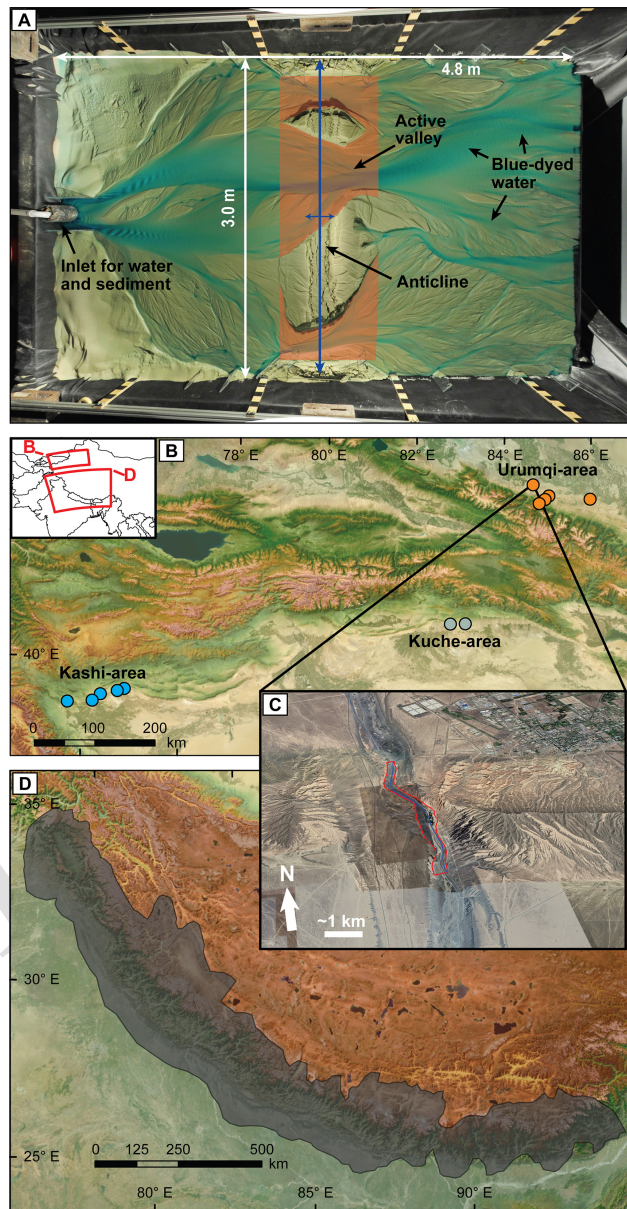 A
4.8 m
Active
valley
Blue-dyed
water
3.0 m
Inlet for water
and sediment
Anticline
B
D
B
78° E
80° E
82° E
84° E
86° E
Urumqi-area
Kuche-area
40° E
Kashi-area
0
100
200
km
C
N
~1 km
D
35° E
30° E
25° E
0
125
250
500
km
80° E
85° E
90° E